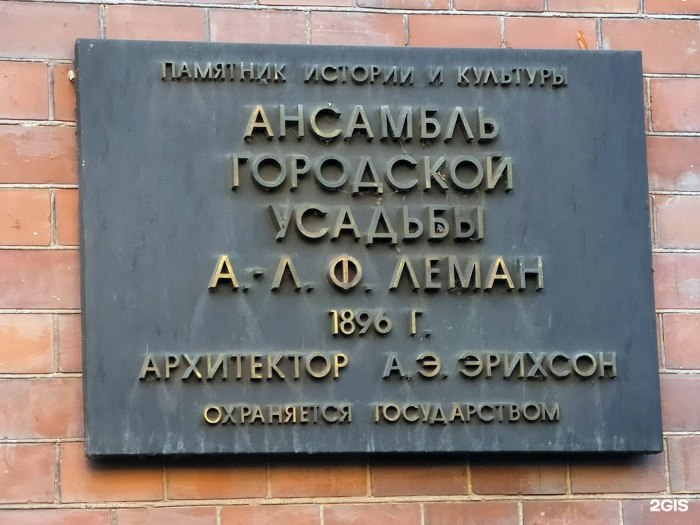 ПАМЯТНИК ИСТОРИИ И КУЛЬТУРЫ
АНСАМБЛЬ
ГОРОДСКОЙ
УСАДЬБЫ
А.-Л. Ф. ЛЕМАН
1896 Г.
АРХИТЕКТОР А.Э. ЭРИХСОН
ОХРАНЯЕТСЯ ГОСУДАРСТВОМ
2GIS